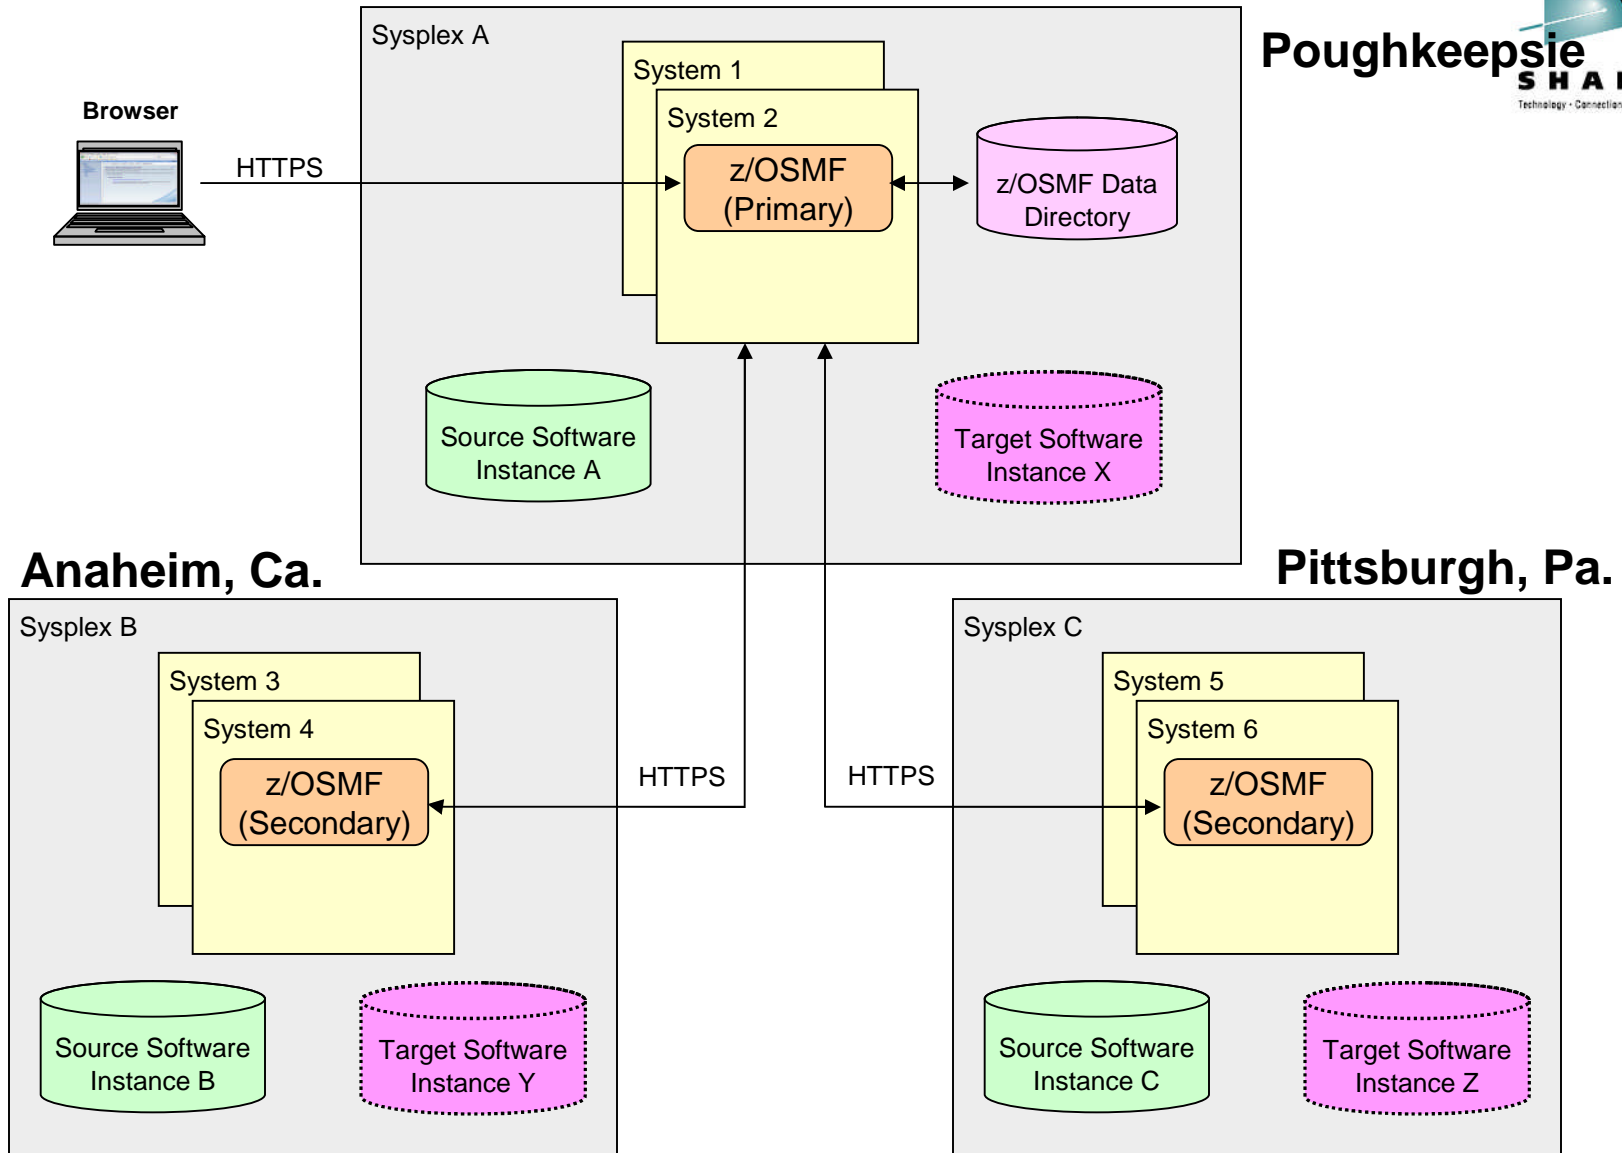 Sysplex A
Poughkeepsie
System 1
System 2
Browser
HTTPS
z/OSMF
(Primary)
z/OSMF Data
Directory
Source Software
Instance A
Target Software
Instance X
Anaheim, Ca.
Pittsburgh, Pa.
Sysplex B
System 3
System 4
z/OSMF
(Secondary)
HTTPS
HTTPS
Sysplex C
System 5
System 6
z/OSMF
(Secondary)
Source Software
Instance B
Target Software
Instance Y
Source Software
Instance C
Target Software
Instance Z
Technology